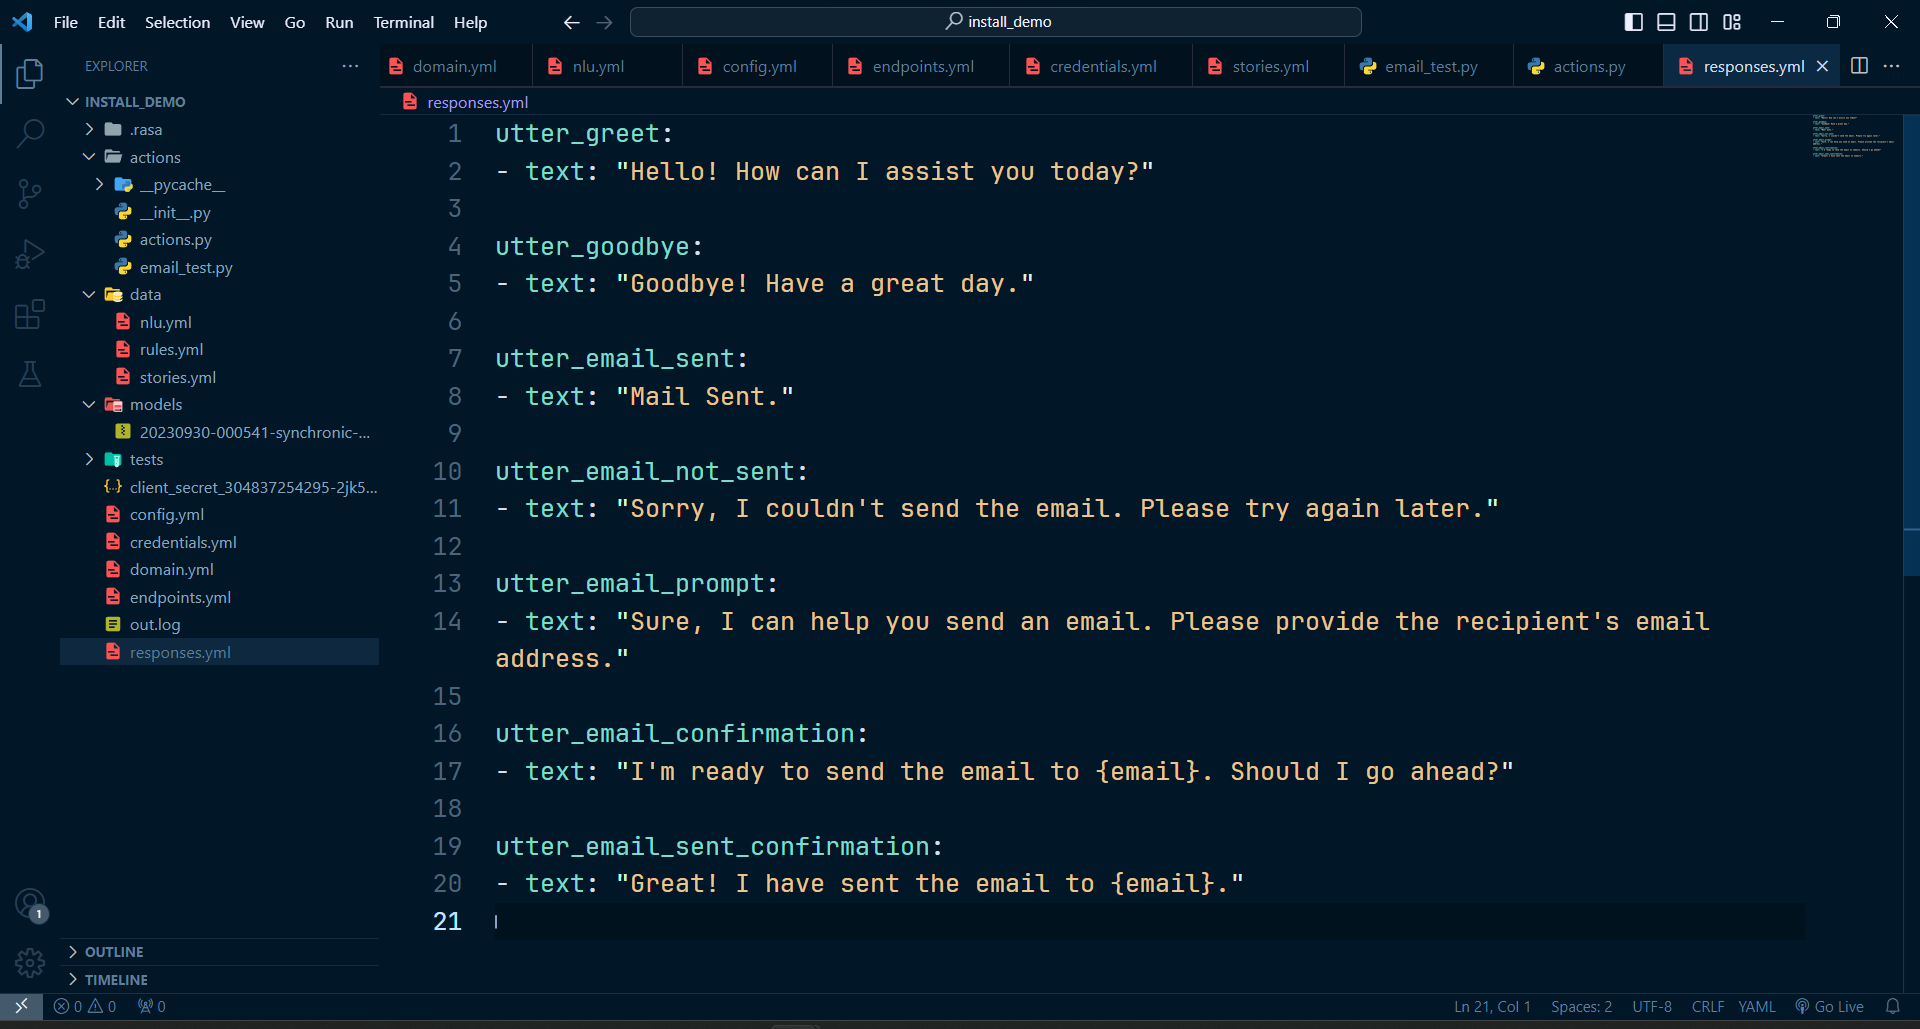 File Edit Selection View Go Run Terminal Help
install_demo
EXPLORER
domain.yml nlu.yml config.yml endpoints.yml credentials.yml stories.yml email_test.py actions.py responses.yml
responses.yml
INSTALL_DEMO
.rasa
actions
__pycache__
__init__.py
actions.py
email_test.py
data
nlu.yml
rules.yml
stories.yml
models
20230930-000541-synchronic-...
tests
client_secret_304837254295-2jk5...
config.yml
credentials.yml
domain.yml
endpoints.yml
out.log
responses.yml
OUTLINE
TIMELINE
1 utter_greet:
2 - text: "Hello! How can I assist you today?"
3
4 utter_goodbye:
5 - text: "Goodbye! Have a great day."
6
7 utter_email_sent:
8 - text: "Mail Sent."
9
10 utter_email_not_sent:
11 - text: "Sorry, I couldn't send the email. Please try again later."
12
13 utter_email_prompt:
14 - text: "Sure, I can help you send an email. Please provide the recipient's email
address."
15
16 utter_email_confirmation:
17 - text: "I'm ready to send the email to {email}. Should I go ahead?"
18
19 utter_email_sent_confirmation:
20 - text: "Great! I have sent the email to {email}."
21
1
0 0 0
Ln 21, Col 1 Spaces: 2 UTF-8 CRLF YAML Go Live